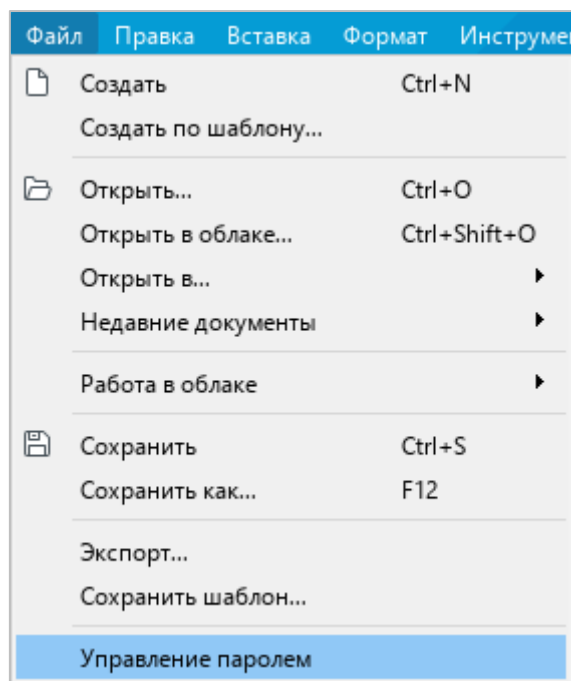 Файл Правка Вставка Формат Инструме
Создать Ctrl+N
Создать по шаблону...
Открыть... Ctrl+O
Открыть в облаке... Ctrl+Shift+O
Открыть в...
Недавние документы
Работа в облаке
Сохранить Ctrl+S
Сохранить как... F12
Экспорт...
Сохранить шаблон...
Управление паролем